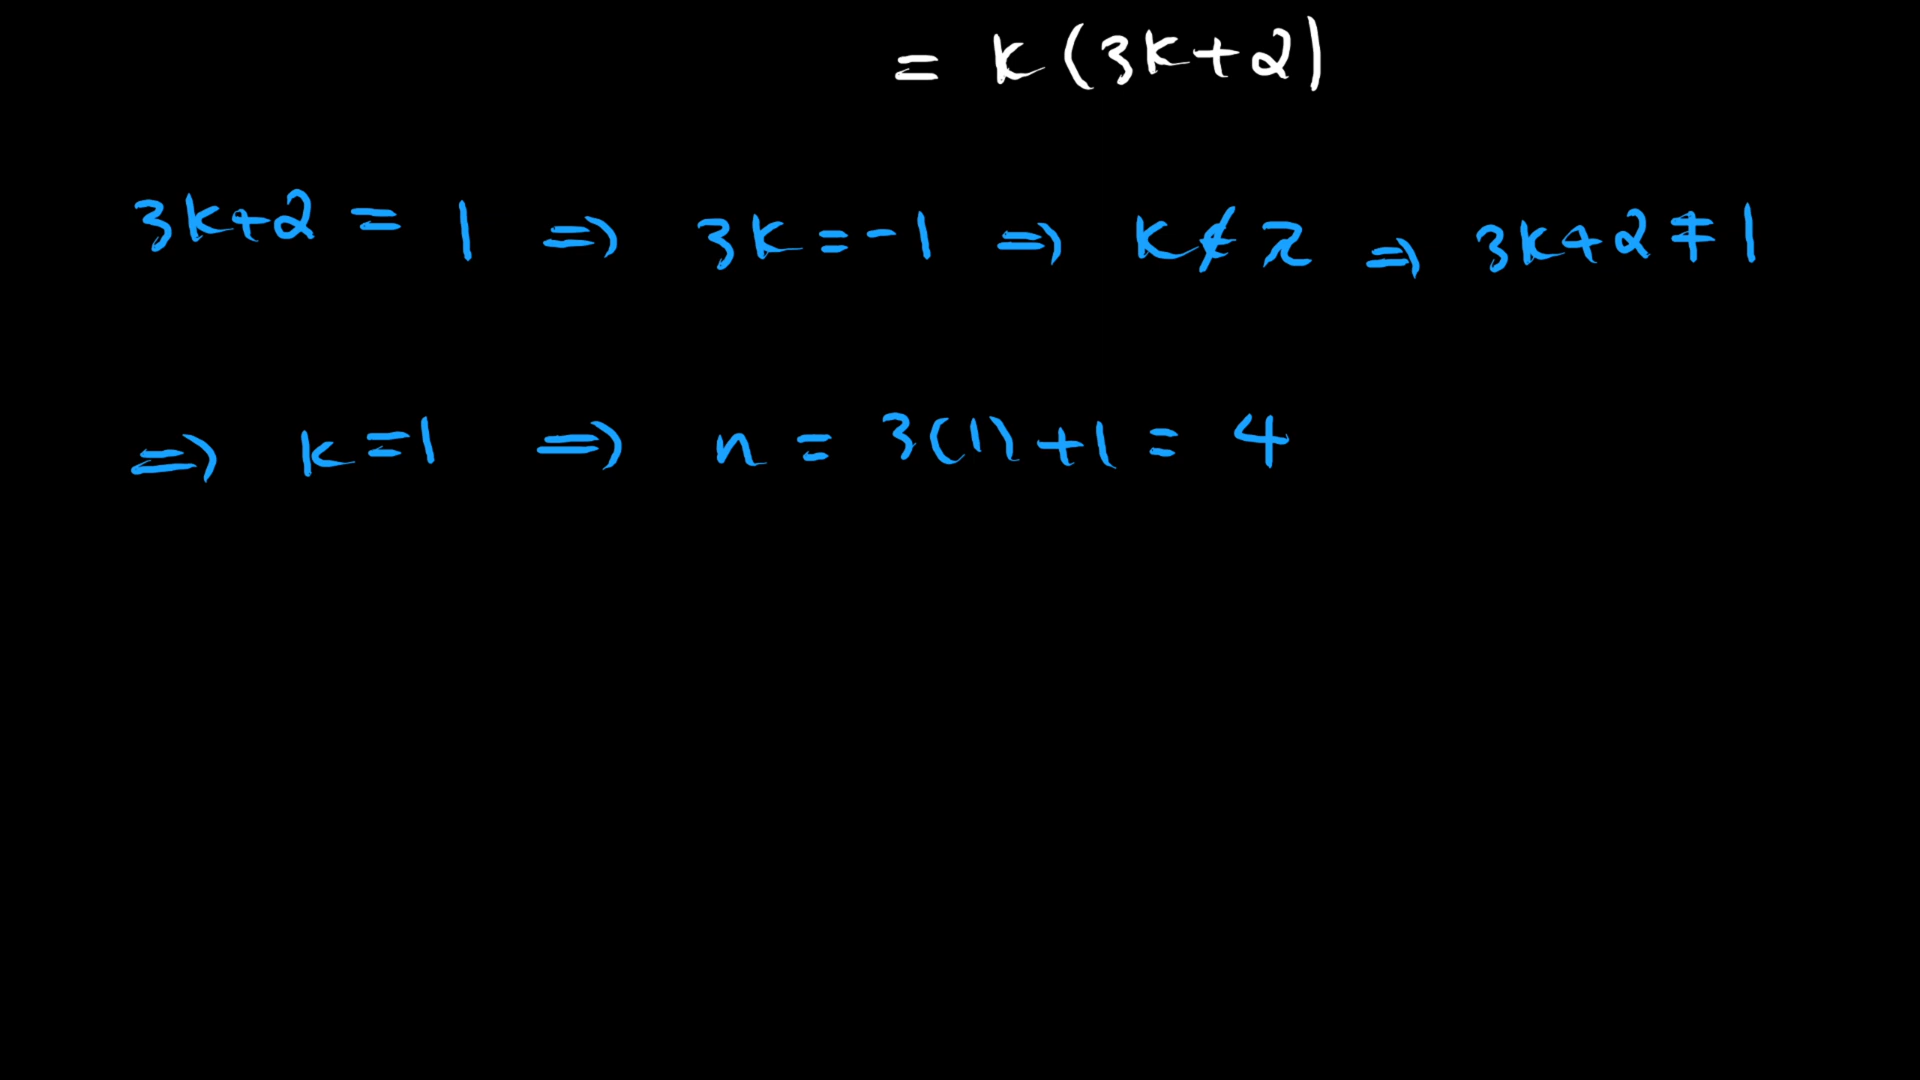 = k(3k+2)
3k+2 = 1 ⇒ 3k = -1 ⇒ k ∉ Z ⇒ 3k+2 ≠ 1
⇒ k = 1 ⇒ n = 3(1) + 1 = 4